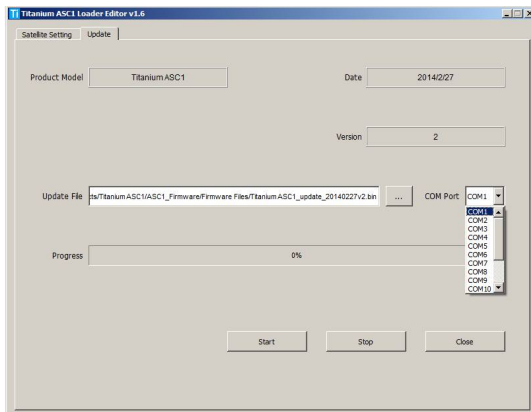 Titanium ASC1 Loader Editor v1.6
Satellite Setting Update
Product Model Titanium ASC1 Date 2014/2/27
Version 2
Update File cts/Titanium ASC1/ASC1_Firmware/Firmware Files/Titanium ASC1_update_20140227v2.bin ... COM Port COM1
COM1
COM2
COM3
COM4
COM5
COM6
COM7
COM8
COM9
COM10
Progress 0%
Start Stop Close